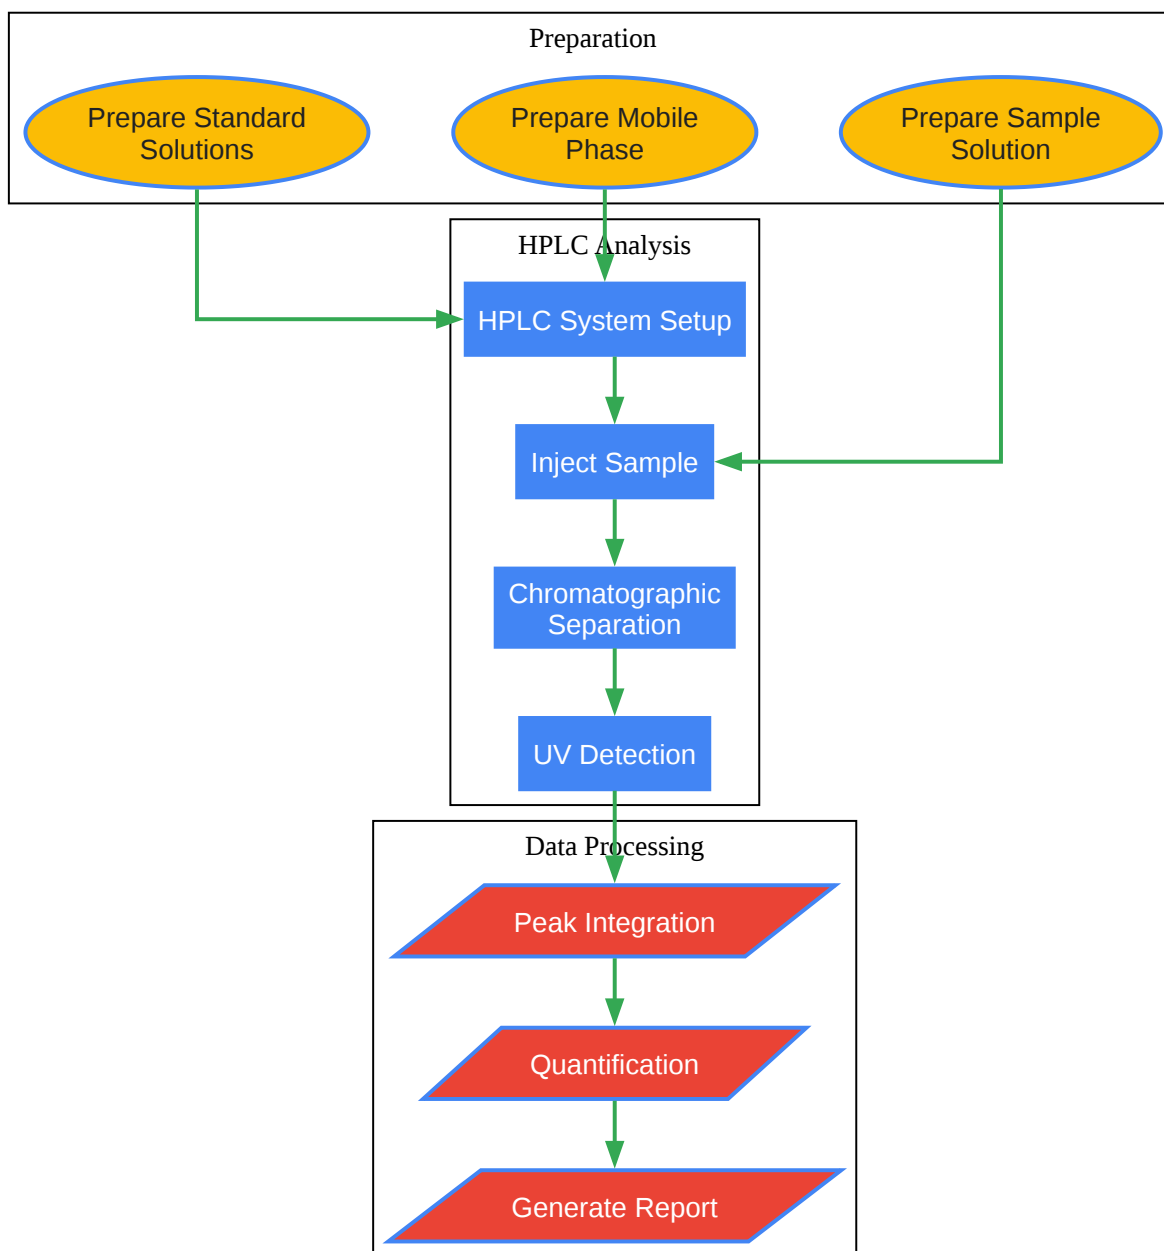 Preparation
Prepare Standard
Solutions
Prepare Mobile
Phase
Prepare Sample
Solution
HPLC Analysis
HPLC System Setup
Inject Sample
Chromatographic
Separation
UV Detection
Data Processing
Peak Integration
Quantification
Generate Report